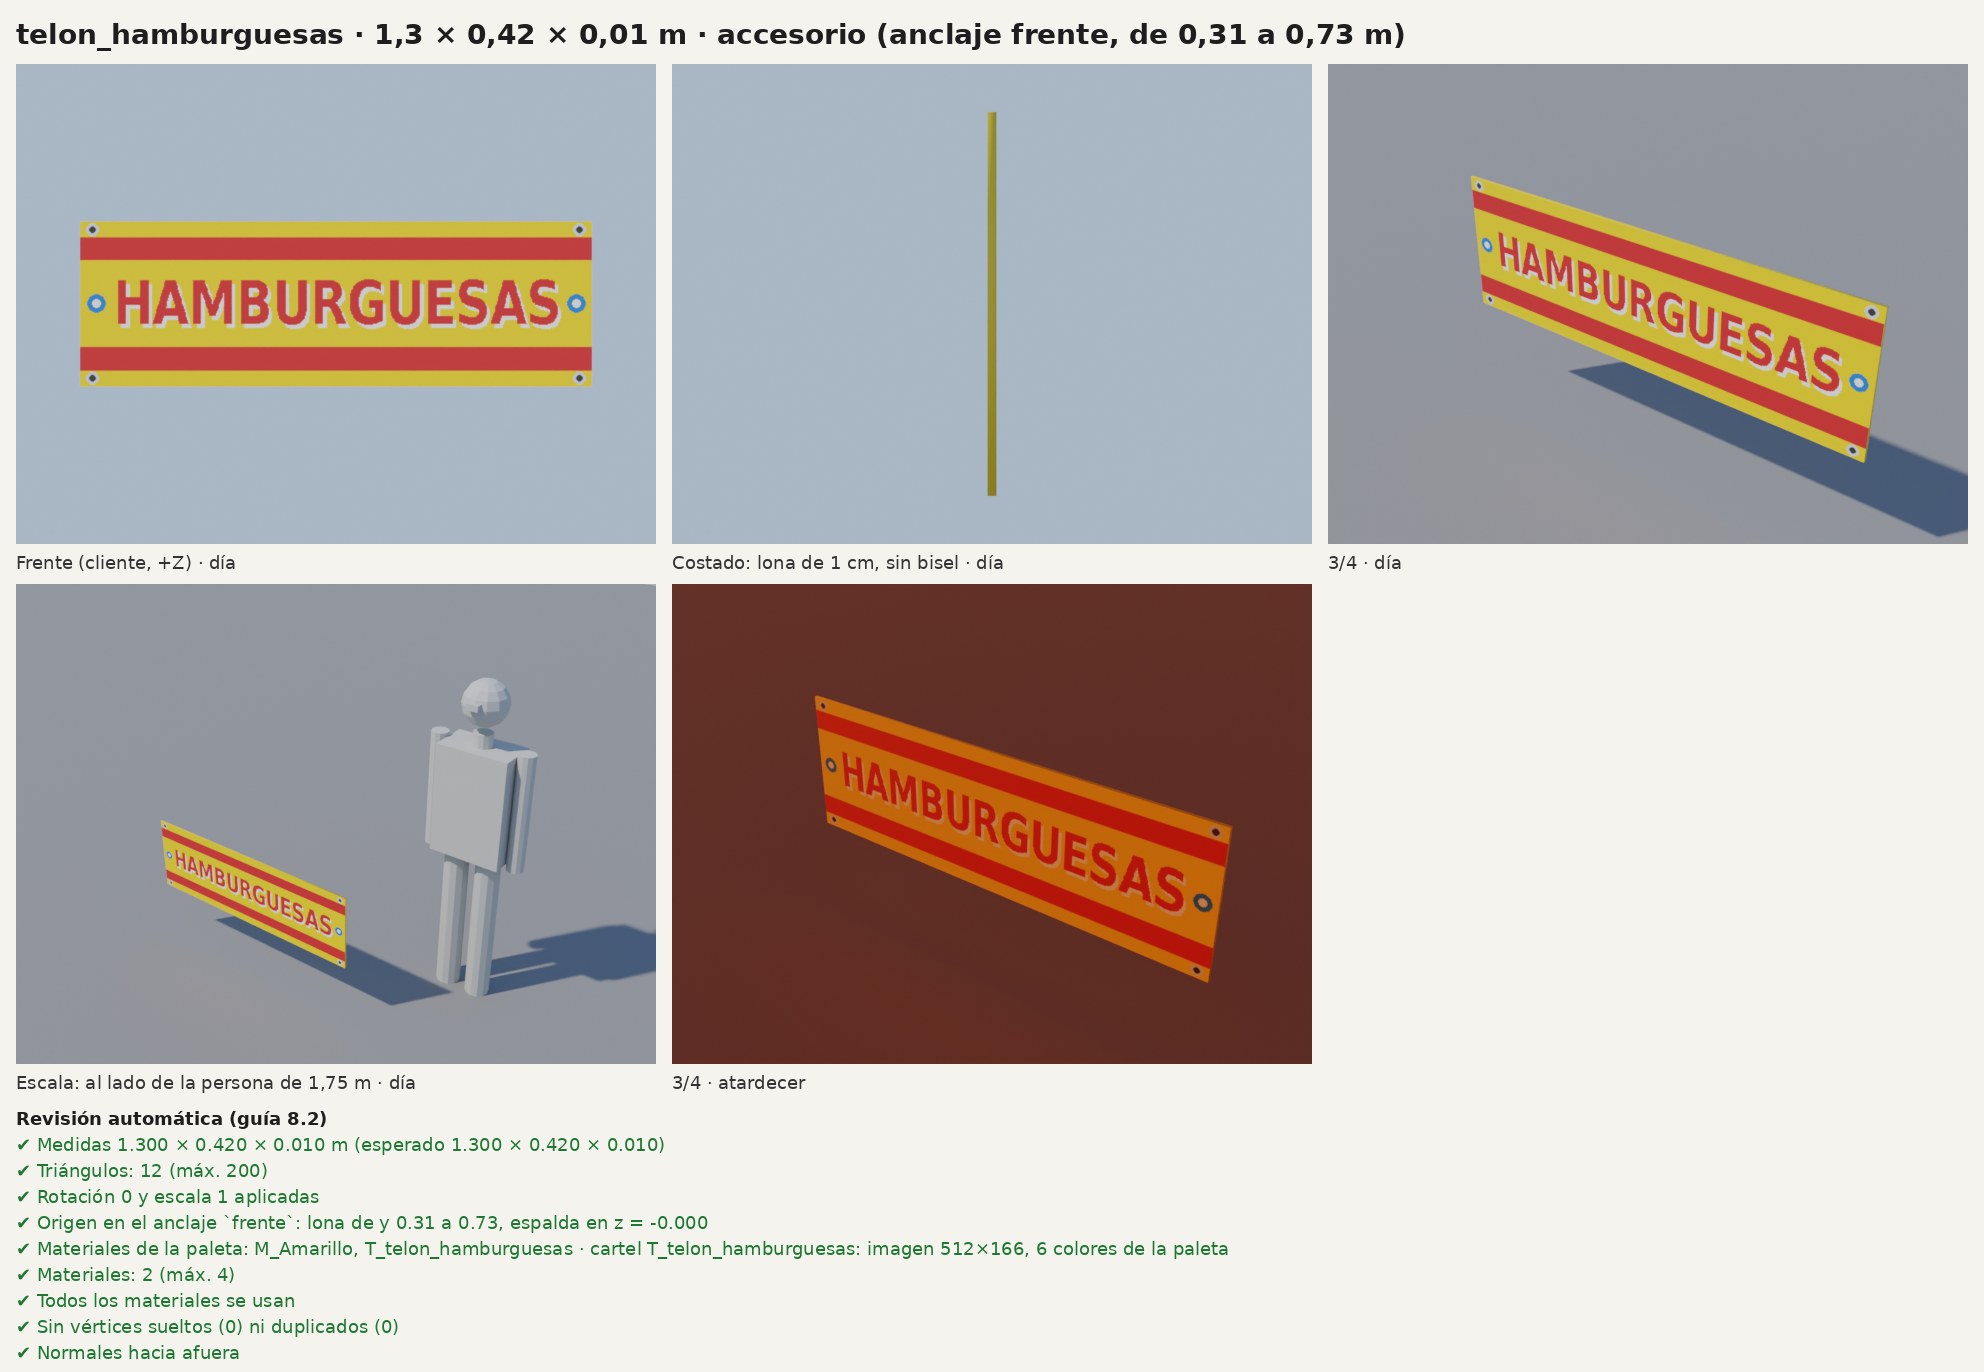 telon_hamburguesas · 1,3 × 0,42 × 0,01 m · accesorio (anclaje frente, de 0,31 a 0,73 m)
HAMBURGUESAS
HAMBURGUESAS
Frente (cliente, +Z) · día
Costado: lona de 1 cm, sin bisel · día
3/4 · día
HAMBURGUESAS
HAMBURGUESAS
Escala: al lado de la persona de 1,75 m · día
3/4 · atardecer
Revisión automática (guía 8.2)
✔ Medidas 1.300 × 0.420 × 0.010 m (esperado 1.300 × 0.420 × 0.010)
✔ Triángulos: 12 (máx. 200)
✔ Rotación 0 y escala 1 aplicadas
✔ Origen en el anclaje `frente`: lona de y 0.31 a 0.73, espalda en z = -0.000
✔ Materiales de la paleta: M_Amarillo, T_telon_hamburguesas · cartel T_telon_hamburguesas: imagen 512×166, 6 colores de la paleta
✔ Materiales: 2 (máx. 4)
✔ Todos los materiales se usan
✔ Sin vértices sueltos (0) ni duplicados (0)
✔ Normales hacia afuera